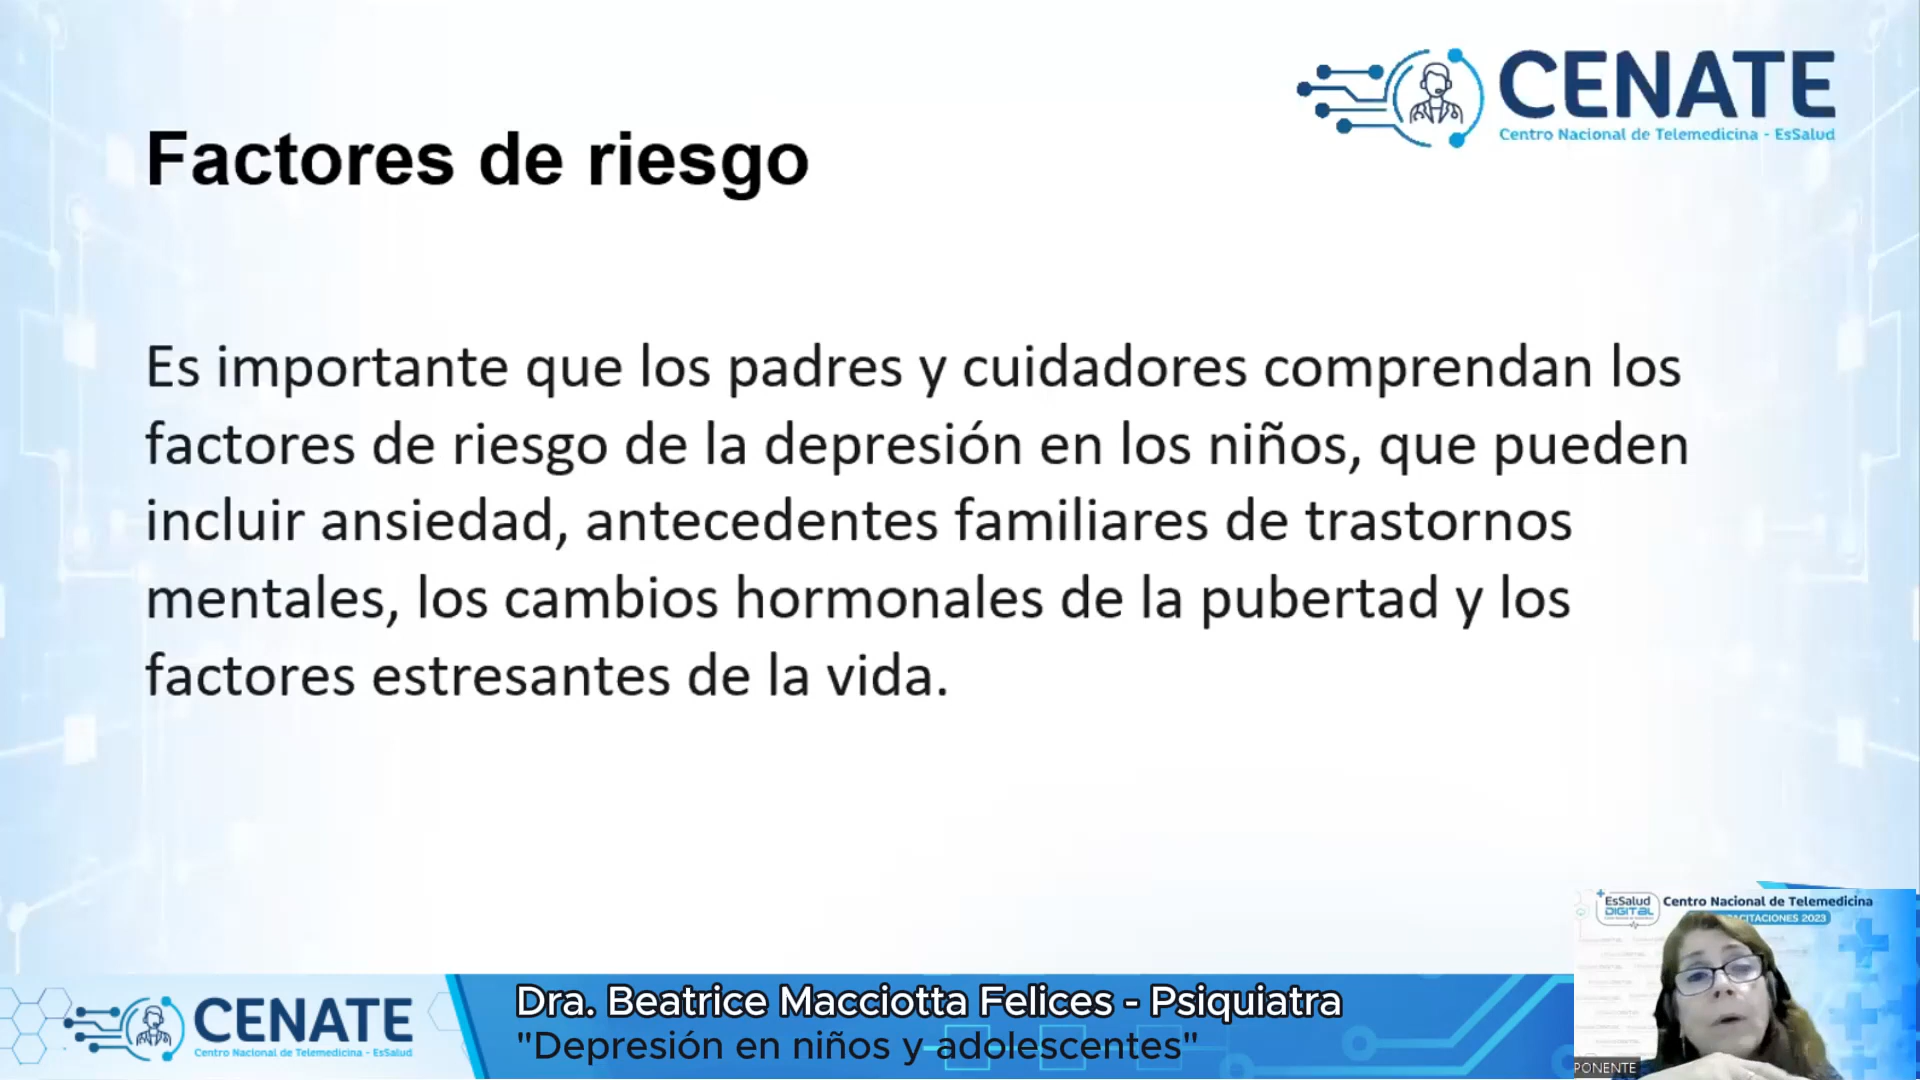 CENATE
Centro Nacional de Telemedicina - EsSalud
Factores de riesgo
Es importante que los padres y cuidadores comprendan los
factores de riesgo de la depresión en los niños, que pueden
incluir ansiedad, antecedentes familiares de trastornos
mentales, los cambios hormonales de la pubertad y los
factores estresantes de la vida.
EsSalud
DIGITAL
Centro Nacional de Telemedicina
2023
PONENTE
CENATE
Centro Nacional de Telemedicina - EsSalud
Dra. Beatrice Macciotta Felices - Psiquiatra
"Depresión en niños y adolescentes"